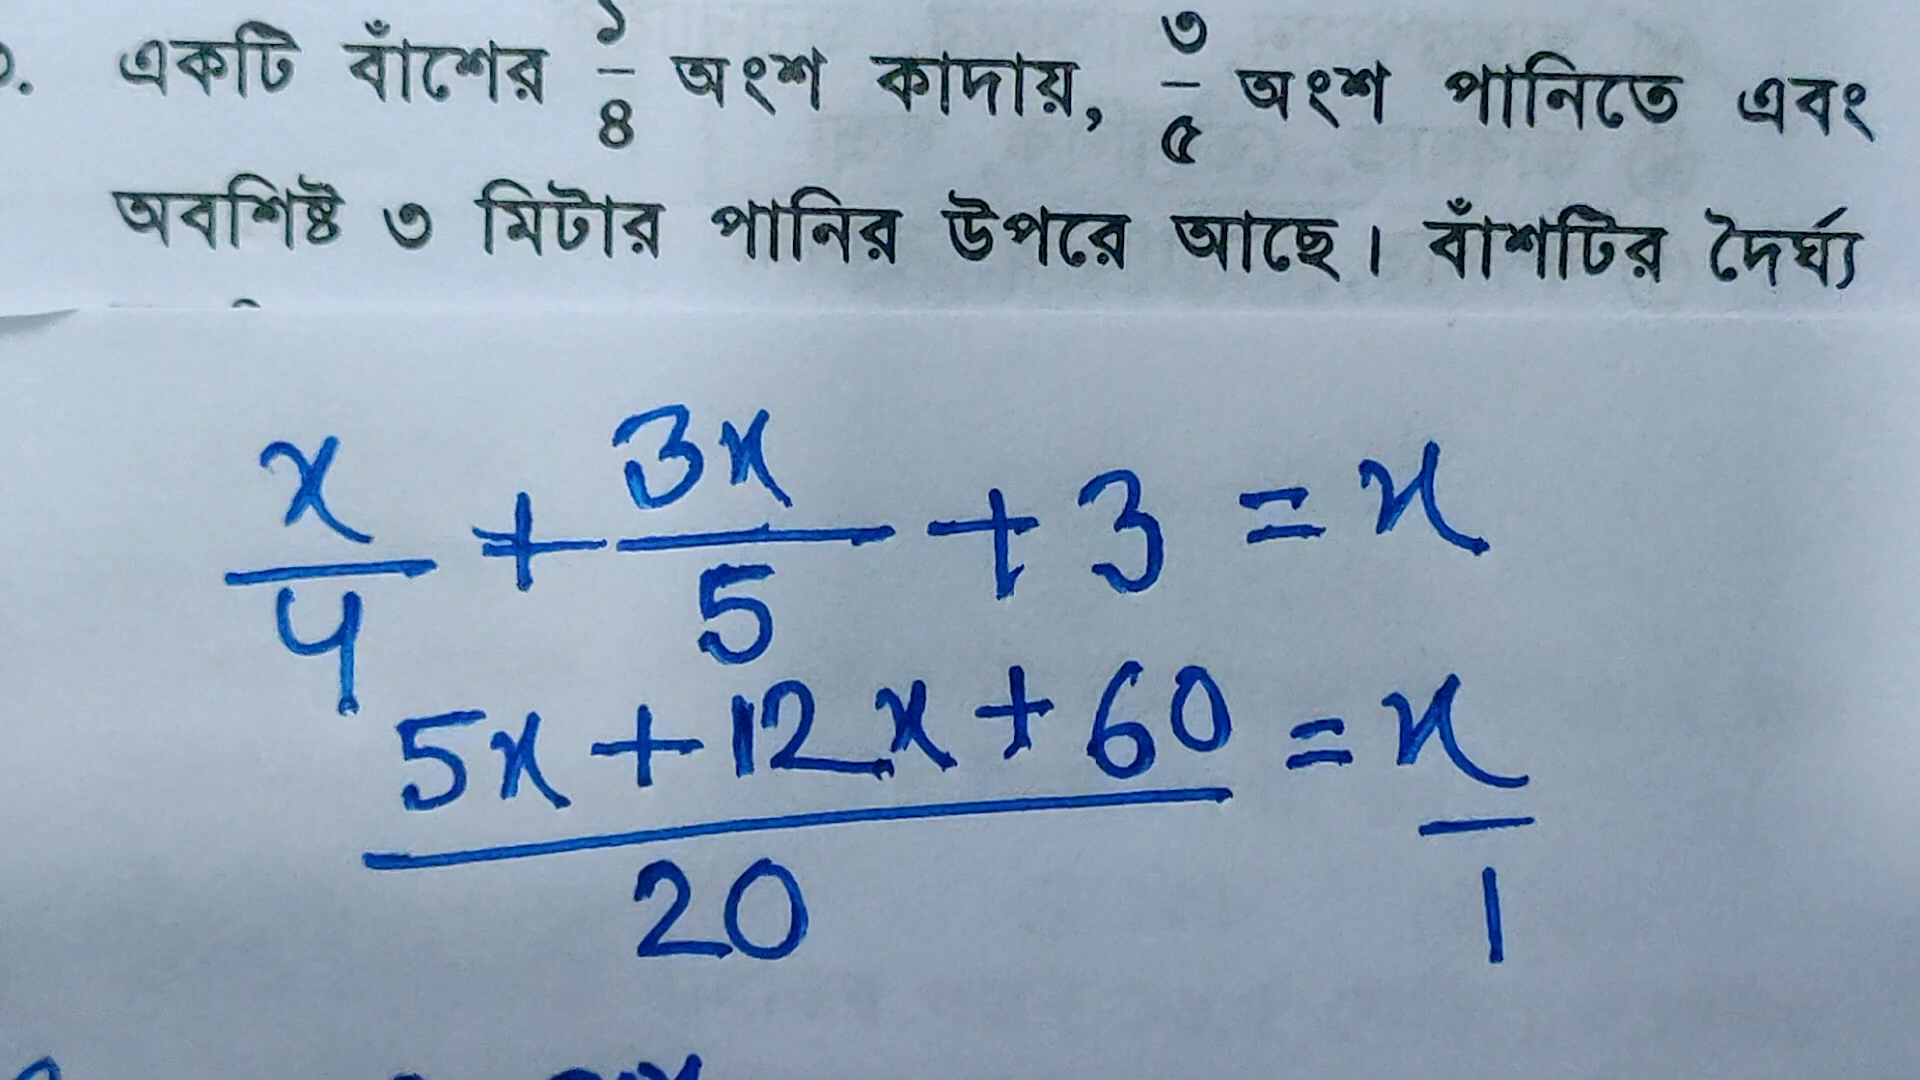 একটি বাঁশের ১/৪ অংশ কাদায়, ৩/৫ অংশ পানিতে এবং
অবশিষ্ট ৩ মিটার পানির উপরে আছে। বাঁশটির দৈর্ঘ্য
x/4 + 3x/5 + 3 = x
5x + 12x + 60/20 = x/1